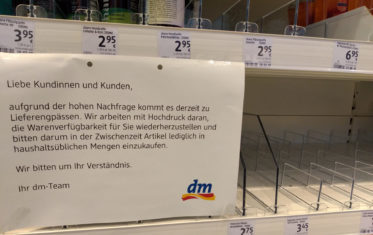 3.95
2.95
2.95
2.95
6.95
Liebe Kundinnen und Kunden,
aufgrund der hohen Nachfrage kommt es derzeit zu
Lieferengpässen. Wir arbeiten mit Hochdruck daran,
die Warenverfügbarkeit für Sie wiederherzustellen und
bitten darum in der Zwischenzeit Artikel lediglich in
haushaltsüblichen Mengen einzukaufen.
Wir bitten um Ihr Verständnis.
Ihr dm-Team
dm
2.75
3.45